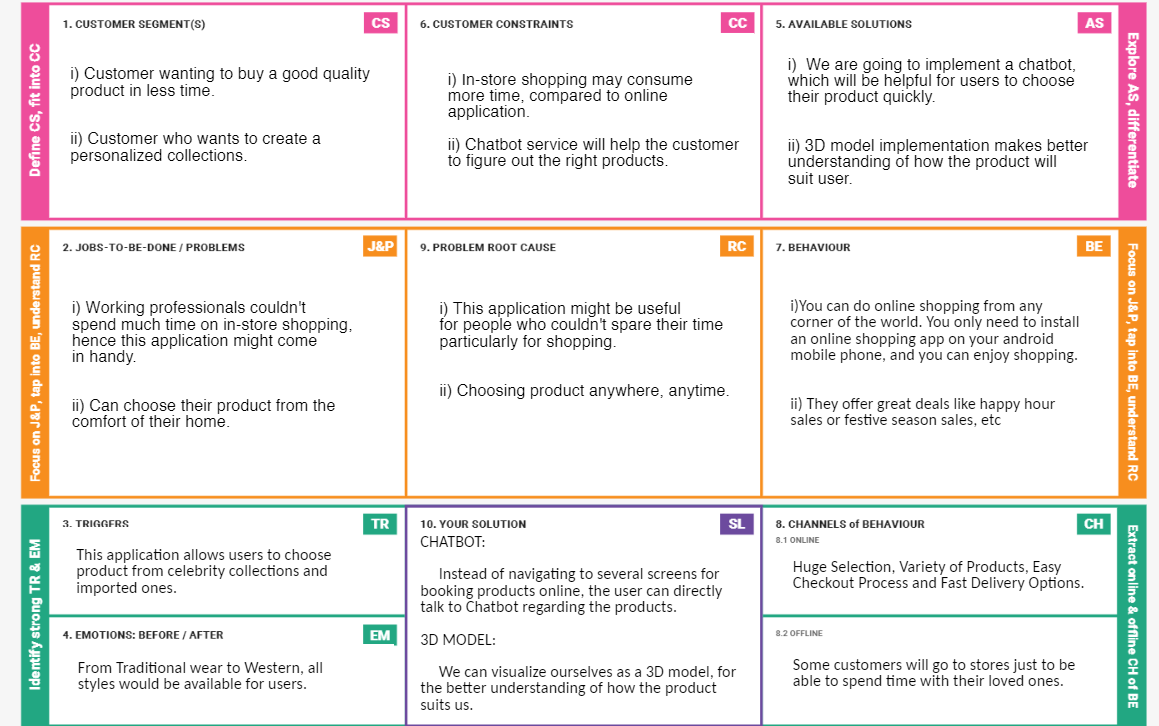 Define CS, fit into CC
1. CUSTOMER SEGMENT(S)
CS
i) Customer wanting to buy a good quality
product in less time.
ii) Customer who wants to create a
personalized collections.
6. CUSTOMER CONSTRAINTS
CC
i) In-store shopping may consume
more time, compared to online
application.
ii) Chatbot service will help the customer
to figure out the right products.
5. AVAILABLE SOLUTIONS
AS
i) We are going to implement a chatbot,
which will be helpful for users to choose
their product quickly.
ii) 3D model implementation makes better
understanding of how the product will
suit user.
Explore AS, differentiate
Focus on J&P, tap into BE, understand RC
2. JOBS-TO-BE-DONE / PROBLEMS
J&P
i) Working professionals couldn't
spend much time on in-store shopping,
hence this application might come
in handy.
ii) Can choose their product from the
comfort of their home.
9. PROBLEM ROOT CAUSE
RC
i) This application might be useful
for people who couldn't spare their time
particularly for shopping.
ii) Choosing product anywhere, anytime.
7. BEHAVIOUR
BE
i)You can do online shopping from any
corner of the world. You only need to install
an online shopping app on your android
mobile phone, and you can enjoy shopping.
ii) They offer great deals like happy hour
sales or festive season sales, etc
Focus on J&P, tap into BE, understand RC
Identify strong TR & EM
3. TRIGGERS
TR
This application allows users to choose
product from celebrity collections and
imported ones.
4. EMOTIONS: BEFORE / AFTER
EM
From Traditional wear to Western, all
styles would be available for users.
10. YOUR SOLUTION
SL
CHATBOT:
Instead of navigating to several screens for
booking products online, the user can directly
talk to Chatbot regarding the products.
3D MODEL:
We can visualize ourselves as a 3D model, for
the better understanding of how the product
suits us.
8. CHANNELS of BEHAVIOUR
CH
8.1 ONLINE
Huge Selection, Variety of Products, Easy
Checkout Process and Fast Delivery Options.
8.2 OFFLINE
Some customers will go to stores just to be
able to spend time with their loved ones.
Extract online & offline CH of BE